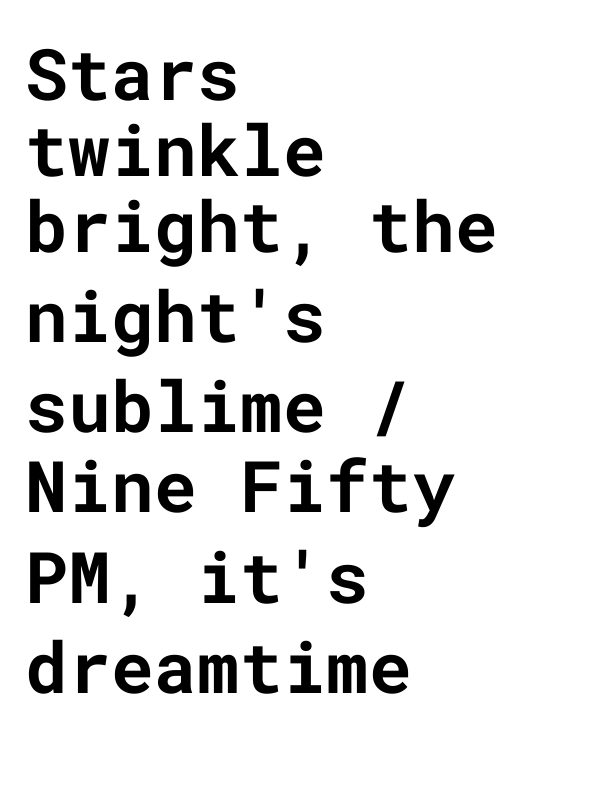 Stars
twinkle
bright, the
night's
sublime /
Nine Fifty
PM, it's
dreamtime